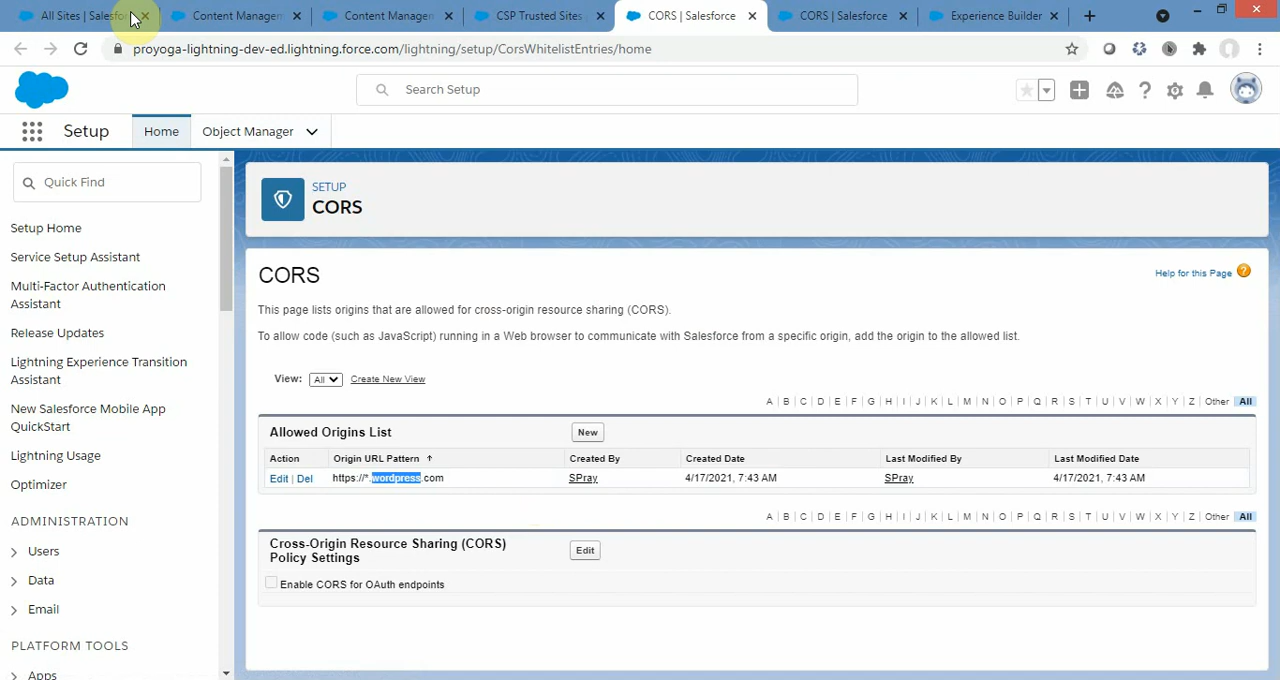 All Sites | Salesfo
Content Managem
Content Managem
CSP Trusted Sites
CORS | Salesforce
CORS | Salesforce
Experience Builder
proyoga-lightning-dev-ed.lightning.force.com/lightning/setup/CorsWhitelistEntries/home
Search Setup
Setup
Home
Object Manager
Quick Find
Setup Home
Service Setup Assistant
Multi-Factor Authentication
Assistant
Release Updates
Lightning Experience Transition
Assistant
New Salesforce Mobile App
QuickStart
Lightning Usage
Optimizer
ADMINISTRATION
Users
Data
Email
PLATFORM TOOLS
Apps
SETUP
CORS
CORS
Help for this Page
This page lists origins that are allowed for cross-origin resource sharing (CORS).
To allow code (such as JavaScript) running in a Web browser to communicate with Salesforce from a specific origin, add the origin to the allowed list.
View: All Create New View
A | B | C | D | E | F | G | H | I | J | K | L | M | N | O | P | Q | R | S | T | U | V | W | X | Y | Z | Other All
Allowed Origins List New
Action Origin URL Pattern ↑ Created By Created Date Last Modified By Last Modified Date
Edit | Del https://*.wordpress.com SPray 4/17/2021, 7:43 AM SPray 4/17/2021, 7:43 AM
A | B | C | D | E | F | G | H | I | J | K | L | M | N | O | P | Q | R | S | T | U | V | W | X | Y | Z | Other All
Cross-Origin Resource Sharing (CORS)
Policy Settings
Edit
Enable CORS for OAuth endpoints